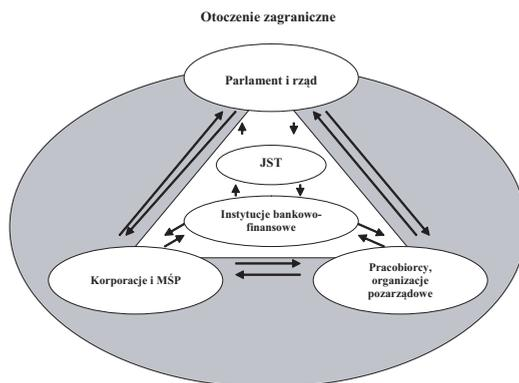 Otoczenie zagraniczne
Parlament i rząd
JST
Instytucje bankowo-
finansowe
Korporacje i MŚP
Pracobiorcy,
organizacje
pozarządowe